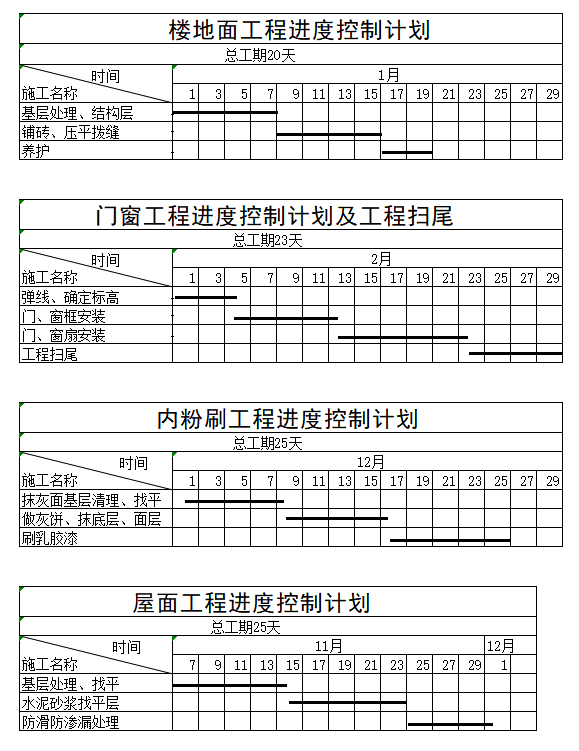 楼地面工程进度控制计划
总工期20天
时间 1月
施工名称 1 3 5 7 9 11 13 15 17 19 21 23 25 27 29
基层处理、结构层
铺砖、压平拨缝
养护
门窗工程进度控制计划及工程扫尾
总工期23天
时间 2月
施工名称 1 3 5 7 9 11 13 15 17 19 21 23 25 27 29
弹线、确定标高
门、窗框安装
门、窗扇安装
工程扫尾
内粉刷工程进度控制计划
总工期25天
时间 12月
施工名称 1 3 5 7 9 11 13 15 17 19 21 23 25 27 29
抹灰面基层清理、找平
做灰饼、抹底层、面层
刷乳胶漆
屋面工程进度控制计划
总工期25天
时间 11月 12月
施工名称 7 9 11 13 15 17 19 21 23 25 27 29 1
基层处理、找平
水泥砂浆找平层
防滑防渗漏处理